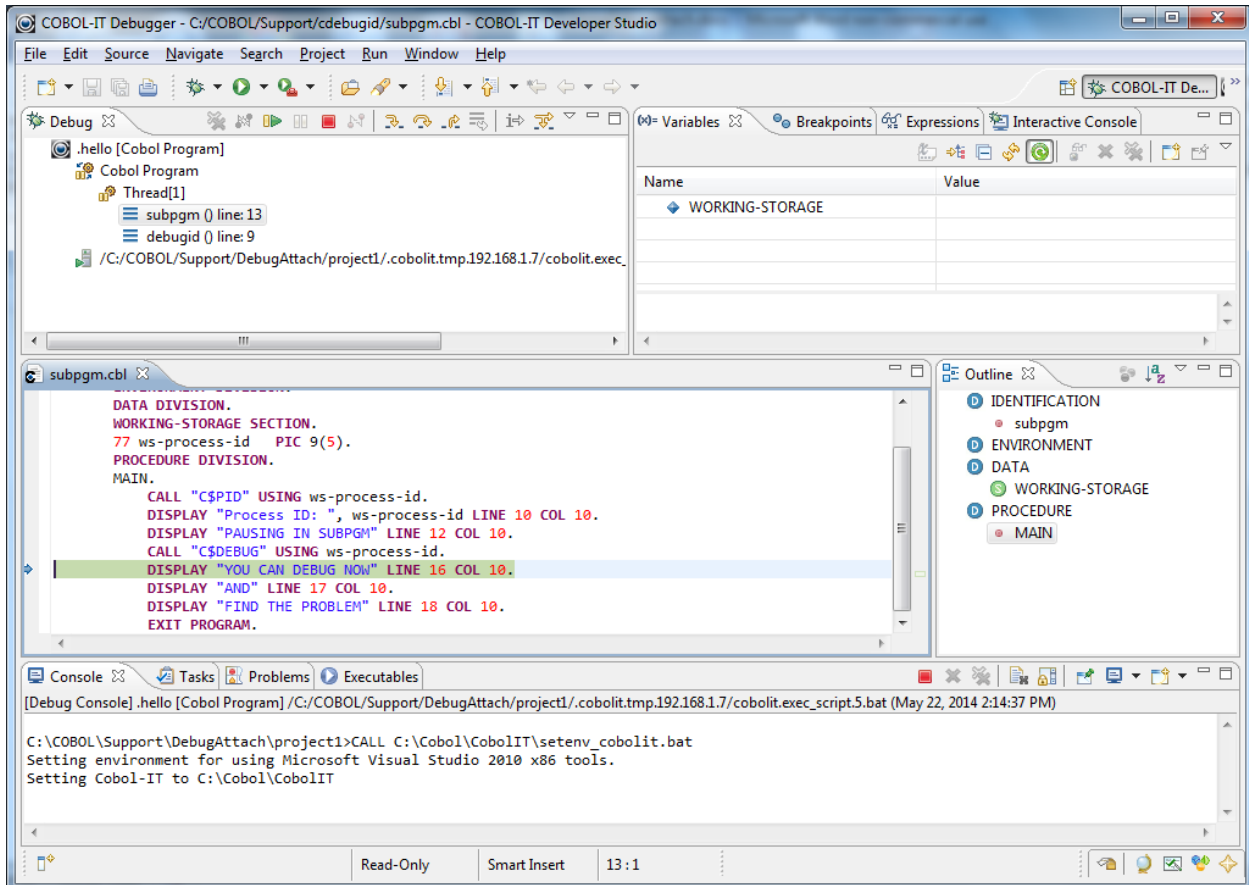 COBOL-IT Debugger - C:/COBOL/Support/cdebugid/subpgm.cbl - COBOL-IT Developer Studio
File Edit Source Navigate Search Project Run Window Help
COBOL-IT De...
Debug
Variables Breakpoints Expressions Interactive Console
.hello [Cobol Program]
Cobol Program
Thread[1]
subpgm () line: 13
debugid () line: 9
/C:/COBOL/Support/DebugAttach/project1/.cobolit.tmp.192.168.1.7/cobolit.exec_
Name Value
WORKING-STORAGE
subpgm.cbl
DATA DIVISION.
WORKING-STORAGE SECTION.
77 ws-process-id PIC 9(5).
PROCEDURE DIVISION.
MAIN.
CALL "C$PID" USING ws-process-id.
DISPLAY "Process ID: ", ws-process-id LINE 10 COL 10.
DISPLAY "PAUSING IN SUBPGM" LINE 12 COL 10.
CALL "C$DEBUG" USING ws-process-id.
DISPLAY "YOU CAN DEBUG NOW" LINE 16 COL 10.
DISPLAY "AND" LINE 17 COL 10.
DISPLAY "FIND THE PROBLEM" LINE 18 COL 10.
EXIT PROGRAM.
Outline
IDENTIFICATION
subpgm
ENVIRONMENT
DATA
WORKING-STORAGE
PROCEDURE
MAIN
Console Tasks Problems Executables
[Debug Console] .hello [Cobol Program] /C:/COBOL/Support/DebugAttach/project1/.cobolit.tmp.192.168.1.7/cobolit.exec_script.5.bat (May 22, 2014 2:14:37 PM)
C:\COBOL\Support\DebugAttach\project1>CALL C:\Cobol\CobolIT\setenv_cobolit.bat
Setting environment for using Microsoft Visual Studio 2010 x86 tools.
Setting Cobol-IT to C:\Cobol\CobolIT
Read-Only Smart Insert 13 : 1